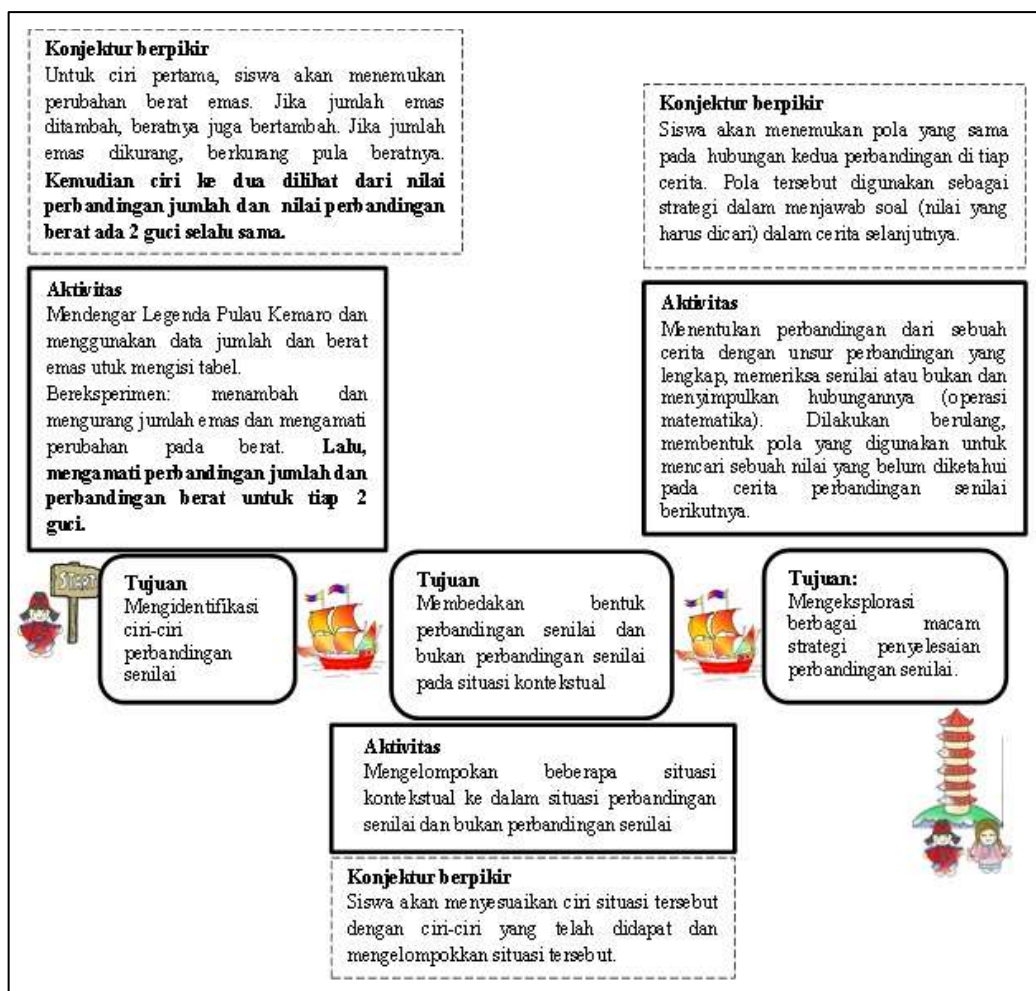 Konjektur berpikir
Untuk ciri pertama, siswa akan menemukan
perubahan berat emas. Jika jumlah emas
ditambah, beratnya juga bertambah. Jika jumlah
emas dikurang, berkurang pula beratnya.
Kemudian ciri ke dua dilihat dari nilai
perbandingan jumlah dan nilai perbandingan
berat ada 2 guci selalu sama.
Aktivitas
Mendengar Legenda Pulau Kemaro dan
menggunakan data jumlah dan berat
emas utuk mengisi tabel.
Bereksperimen: menambah dan
mengurang jumlah emas dan mengamati
perubahan pada berat. Lalu,
mengamati perbandingan jumlah dan
perbandingan berat untuk tiap 2
guci.
Konjektur berpikir
Siswa akan menemukan pola yang sama
pada hubungan kedua perbandingan di tiap
cerita. Pola tersebut digunakan sebagai
strategi dalam menjawab soal (nilai yang
harus dicari) dalam cerita selanjutnya.
Aktivitas
Menentukan perbandingan dari sebuah
cerita dengan unsur perbandingan yang
lengkap, memeriksa senilai atau bukan dan
menyimpulkan hubungannya (operasi
matematika). Dilakukan berulang,
membentuk pola yang digunakan untuk
mencari sebuah nilai yang belum diketahui
pada cerita perbandingan senilai
berikutnya.
START
Tujuan
Mengidentifikasi
ciri-ciri
perbandingan
senilai
Tujuan
Membedakan bentuk
perbandingan senilai dan
bukan perbandingan senilai
pada situasi kontekstual
Tujuan:
Mengeksplorasi
berbagai macam
strategi penyelesaian
perbandingan senilai.
Aktivitas
Mengelompokan beberapa situasi
kontekstual ke dalam situasi perbandingan
senilai dan bukan perbandingan senilai
Konjektur berpikir
Siswa akan menyesuaikan ciri situasi tersebut
dengan ciri-ciri yang telah didapat dan
mengelompokkan situasi tersebut.